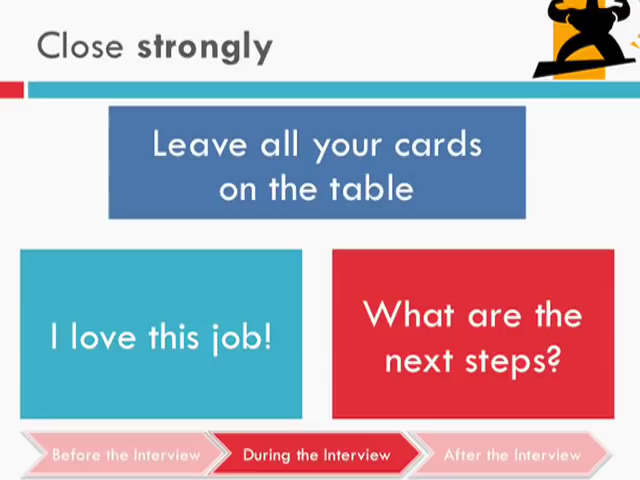 Close strongly
Leave all your cards
on the table
I love this job!
What are the
next steps?
Before the Interview
During the Interview
After the Interview